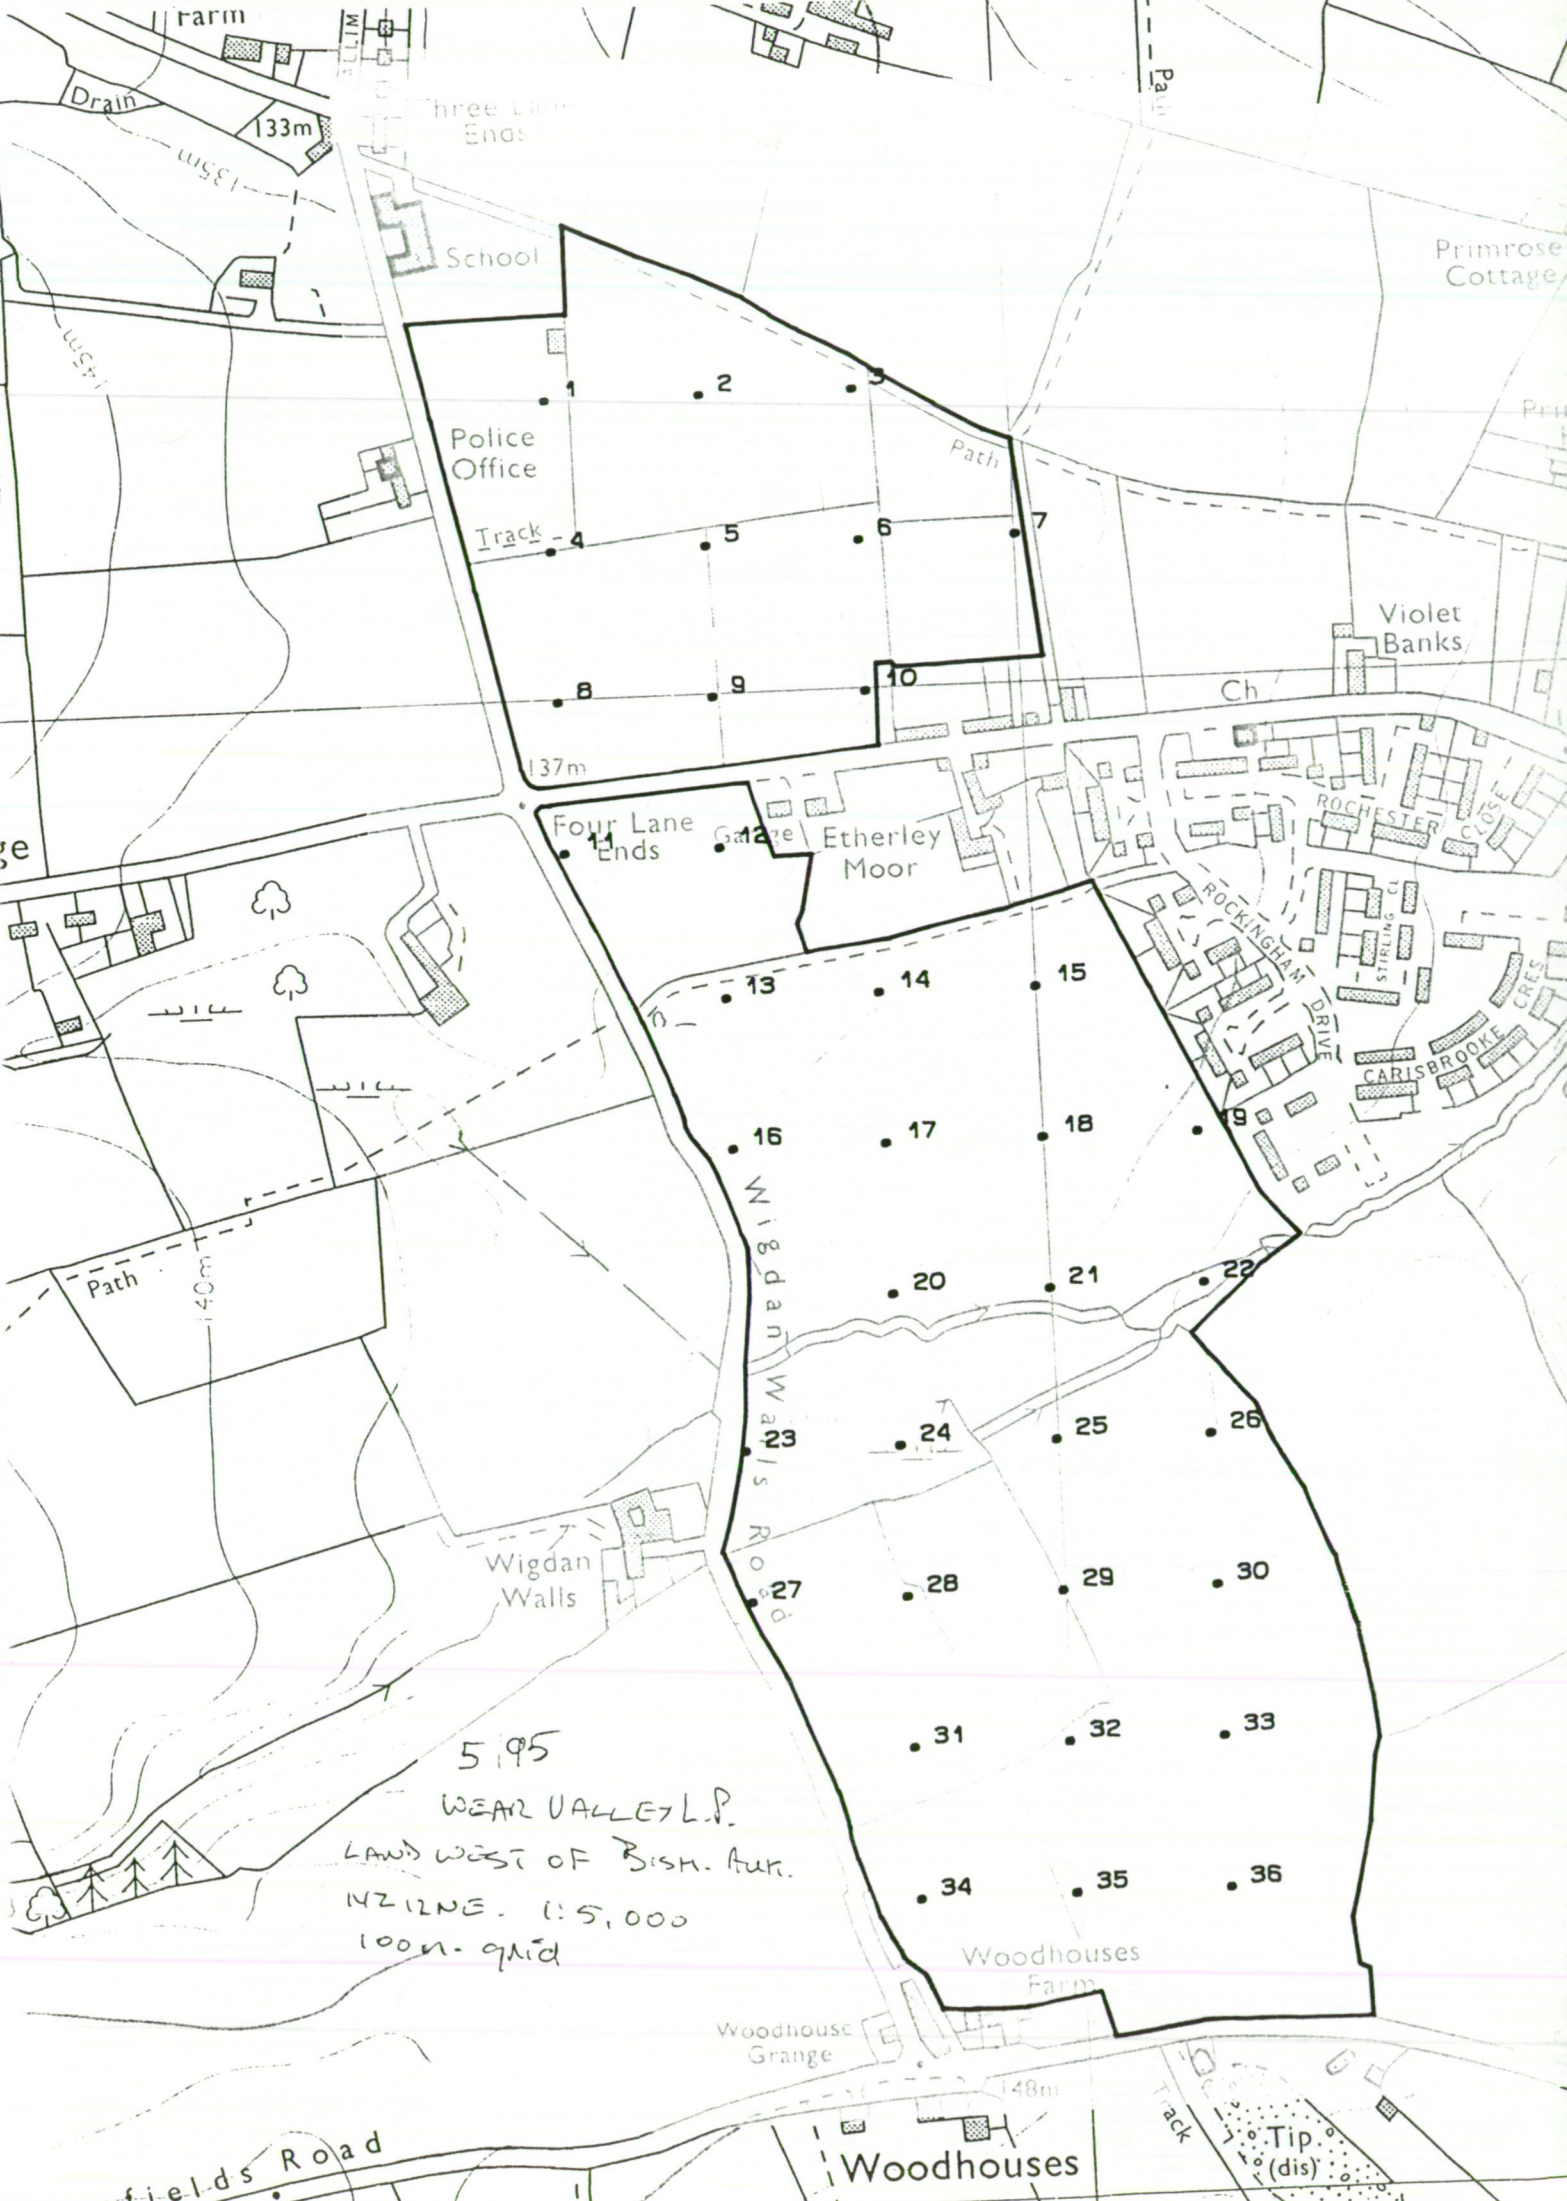 Farm
Drain
133m
135m
Ends
School
Primrose
Cottage
145m
1
2
3
Police
Office
Path
Track
4
5
6
7
Violet
Banks
8
9
10
Ch
137m
ROCHESTER
CLOSE
Four Lane
Ends
11
12
Etherley
Moor
ROCKINGHAM
DRIVE
STIRLING CL
CARISBROOKE
CRES
13
14
15
16
17
18
19
Wigdan Walls Road
20
21
22
Path
140m
23
24
25
26
Wigdan
Walls
27
28
29
30
31
32
33
5.95
WEAR VALLEY L.P.
LAND WEST OF BISH. AUK.
NZ12NE. 1:5,000
100m. grid
34
35
36
Woodhouses
Farm
Woodhouse
Grange
148m
Track
Tip
(dis)
fields Road
Woodhouses